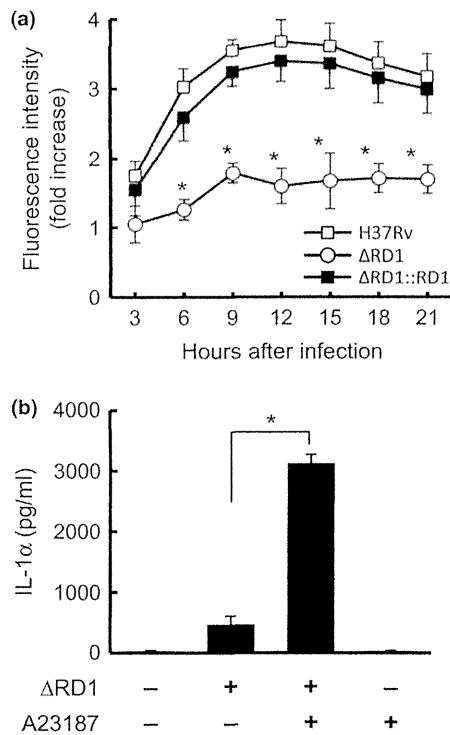 (a)
Fluorescence intensity
(fold increase)
4
3
2
1
0
* * * * * *
H37Rv
ΔRD1
ΔRD1::RD1
3 6 9 12 15 18 21
Hours after infection
(b)
IL-1α (pg/ml)
4000
3000
2000
1000
0
*
ΔRD1 – + + –
A23187 – – + +